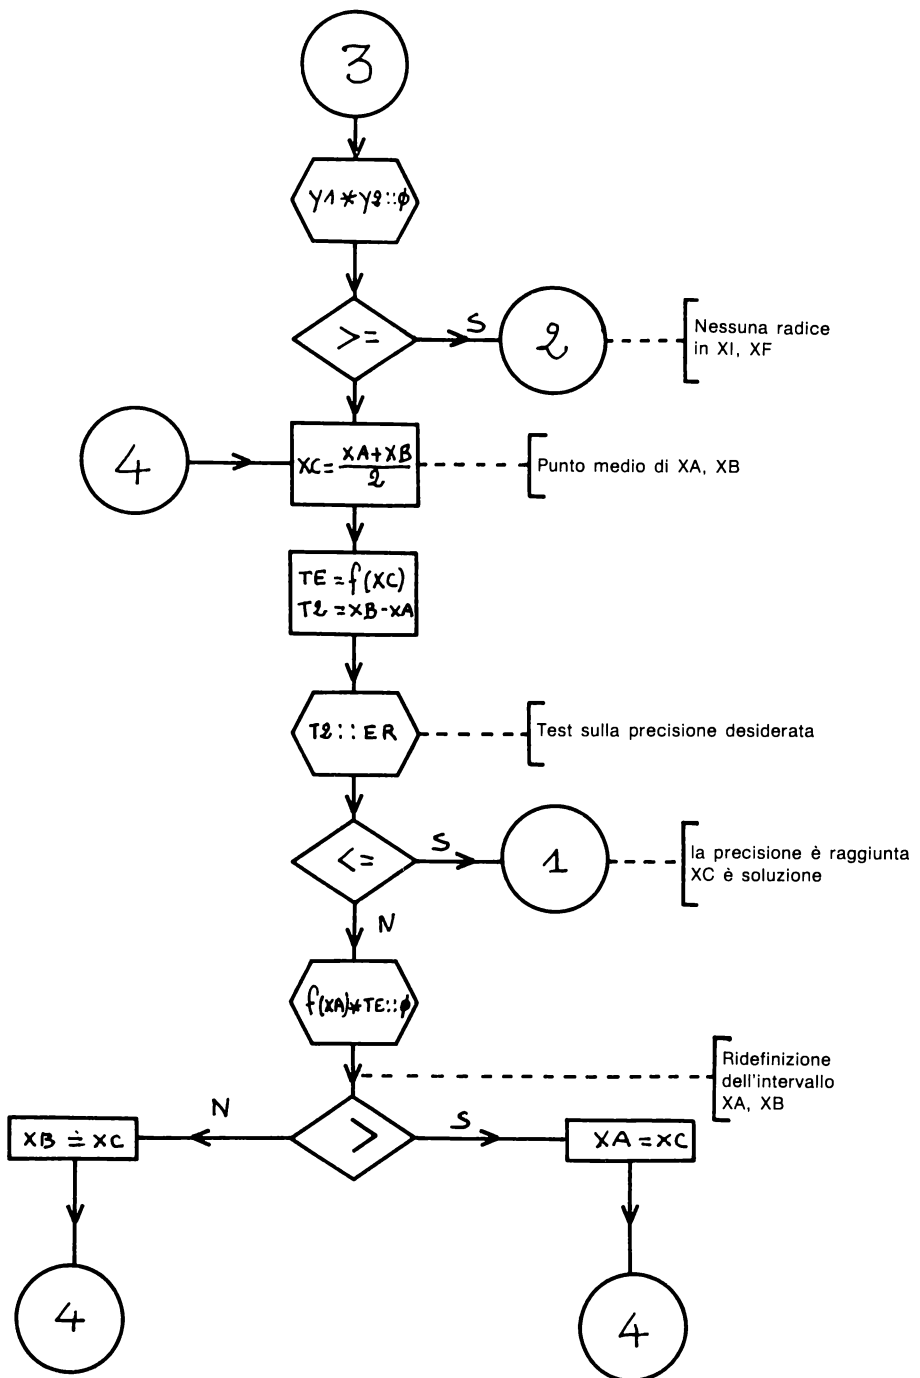 3
Y1*Y2::ϕ
>=
S
2
Nessuna radice
in XI, XF
4
XC = XA+XB
2
Punto medio di XA, XB
TE = f(XC)
T2 = XB-XA
T2::ER
Test sulla precisione desiderata
<=
S
1
la precisione è raggiunta
XC è soluzione
N
f(XA)*TE::ϕ
Ridefinizione
dell'intervallo
XA, XB
N
>
S
XB = XC
XA = XC
4
4